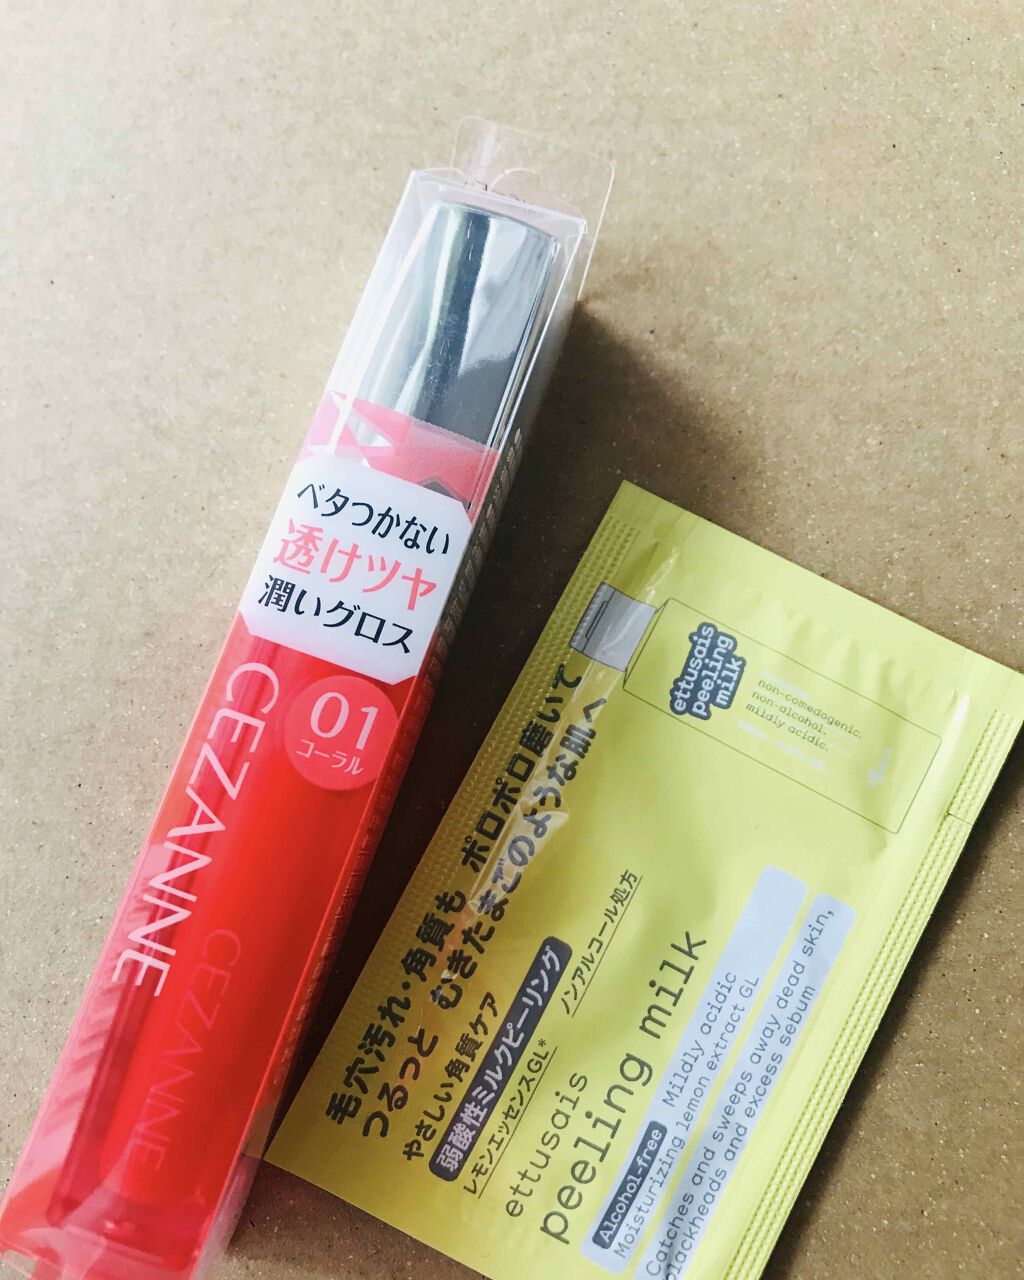 ベタつかない
透けツヤ
潤いグロス
01
コーラル
CEZANNE
CEZANNE
ettusais
peeling
milk
non-comedogenic.
non-alcohol.
mildly acidic.
毛穴汚れ・角質も ポロポロ磨いて
つるっと むきたまごのような肌へ
やさしい角質ケア
弱酸性ミルクピーリング
ノンアルコール処方
レモンエッセンスGL*
ettusais
peeling milk
Alcohol-free Mildly acidic
Moisturizing lemon extract GL
Catches and sweeps away dead skin,
blackheads and excess sebum